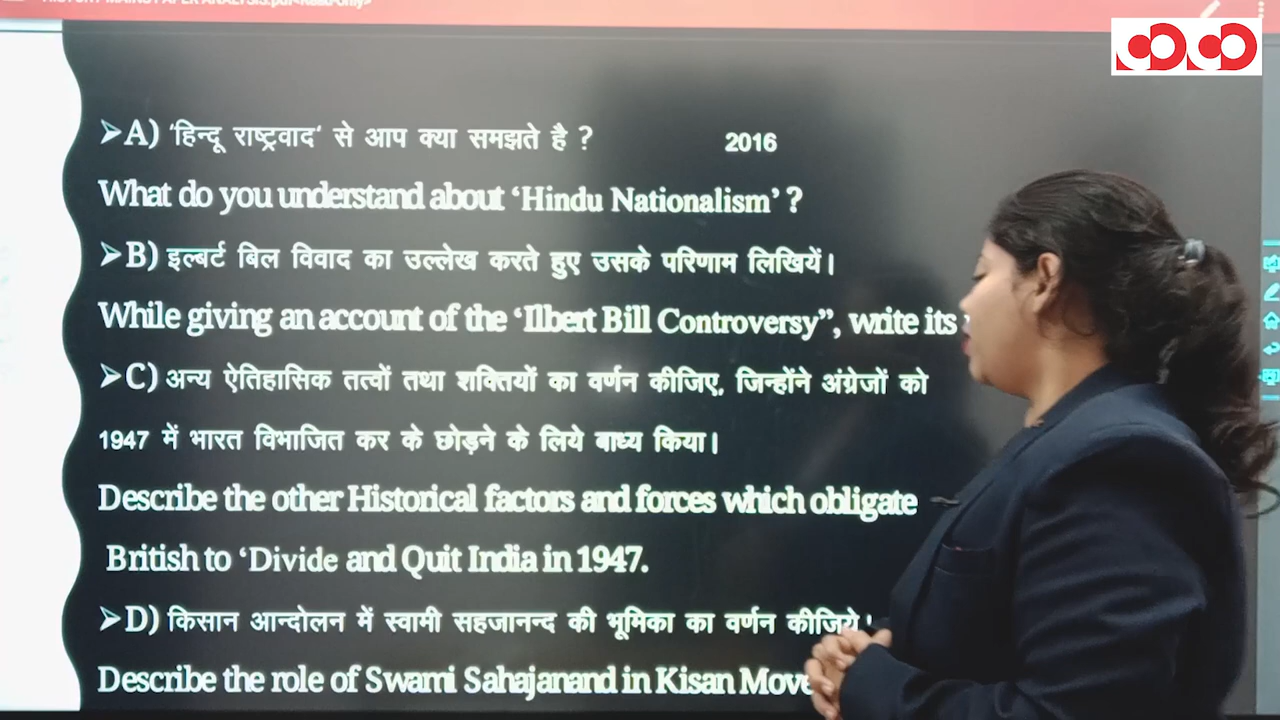 ➢A) 'हिन्दू राष्ट्रवाद' से आप क्या समझते है ? 2016
What do you understand about ‘Hindu Nationalism’ ?
➢B) इल्बर्ट बिल विवाद का उल्लेख करते हुए उसके परिणाम लिखियें।
While giving an account of the ‘Ilbert Bill Controversy”, write its
➢C) अन्य ऐतिहासिक तत्वों तथा शक्तियों का वर्णन कीजिए, जिन्होंने अंग्रेजों को
1947 में भारत विभाजित कर के छोड़ने के लिये बाध्य किया।
Describe the other Historical factors and forces which obligate
British to ‘Divide and Quit India in 1947.
➢D) किसान आन्दोलन में स्वामी सहजानन्द की भूमिका का वर्णन कीजिये।
Describe the role of Swami Sahajanand in Kisan